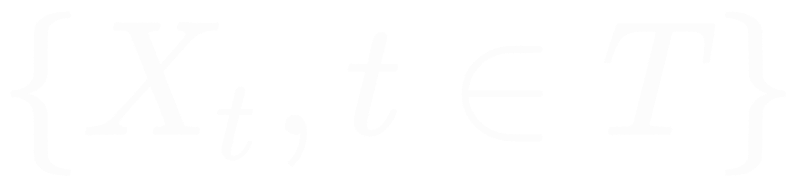 {X_t, t ∈ T}